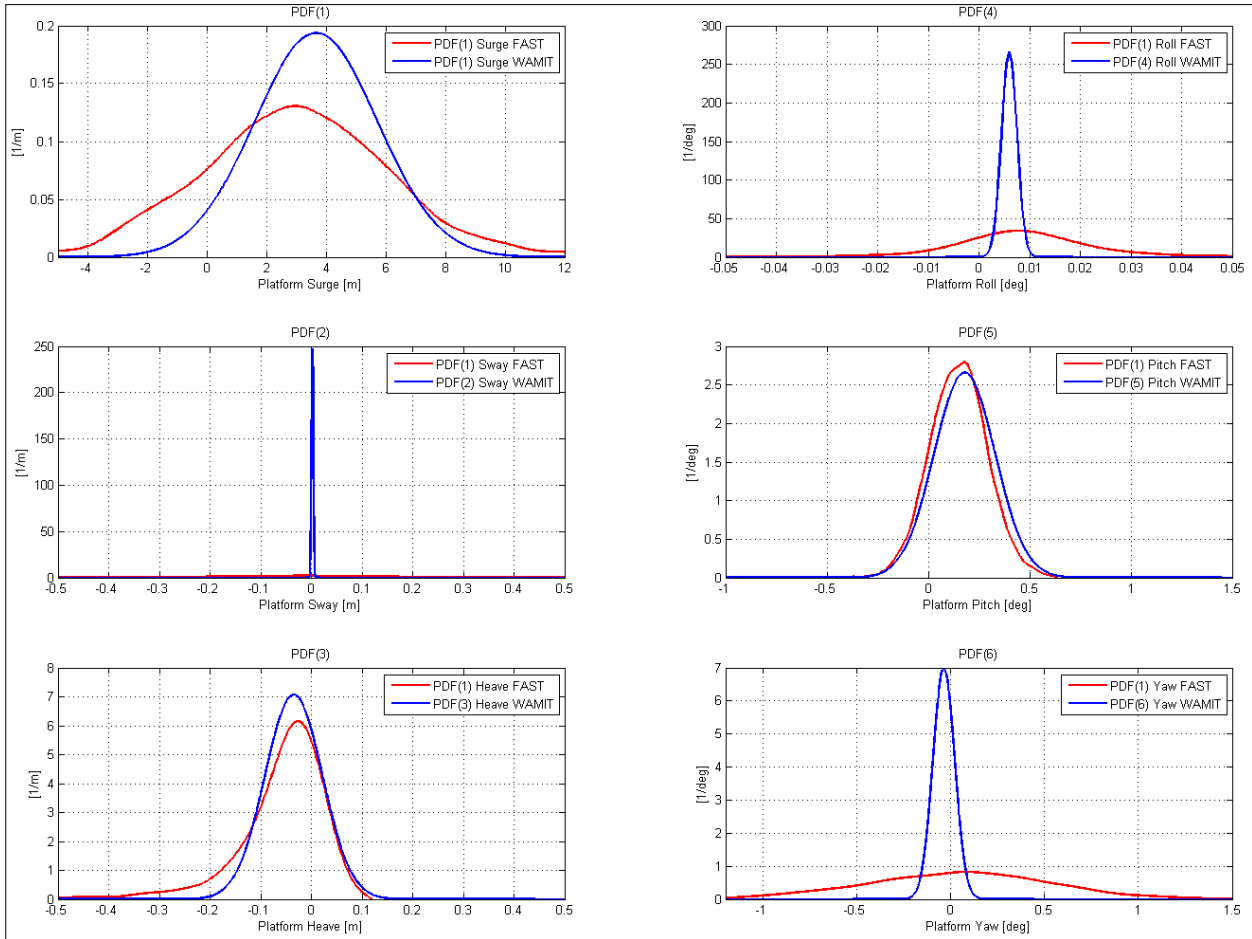 PDF(1)
0.2
0.15
0.1
0.05
0
[1/m]
PDF(1) Surge FAST
PDF(1) Surge WAMIT
-4 -2 0 2 4 6 8 10 12
Platform Surge [m]
PDF(4)
300
250
200
150
100
50
0
[1/deg]
PDF(1) Roll FAST
PDF(4) Roll WAMIT
-0.05 -0.04 -0.03 -0.02 -0.01 0 0.01 0.02 0.03 0.04 0.05
Platform Roll [deg]
PDF(2)
250
200
150
100
50
0
[1/m]
PDF(1) Sway FAST
PDF(2) Sway WAMIT
-0.5 -0.4 -0.3 -0.2 -0.1 0 0.1 0.2 0.3 0.4 0.5
Platform Sway [m]
PDF(5)
3
2.5
2
1.5
1
0.5
0
[1/deg]
PDF(1) Pitch FAST
PDF(5) Pitch WAMIT
-1 -0.5 0 0.5 1 1.5
Platform Pitch [deg]
PDF(3)
8
7
6
5
4
3
2
1
0
[1/m]
PDF(1) Heave FAST
PDF(3) Heave WAMIT
-0.5 -0.4 -0.3 -0.2 -0.1 0 0.1 0.2 0.3 0.4 0.5
Platform Heave [m]
PDF(6)
7
6
5
4
3
2
1
0
[1/deg]
PDF(1) Yaw FAST
PDF(6) Yaw WAMIT
-1 -0.5 0 0.5 1 1.5
Platform Yaw [deg]